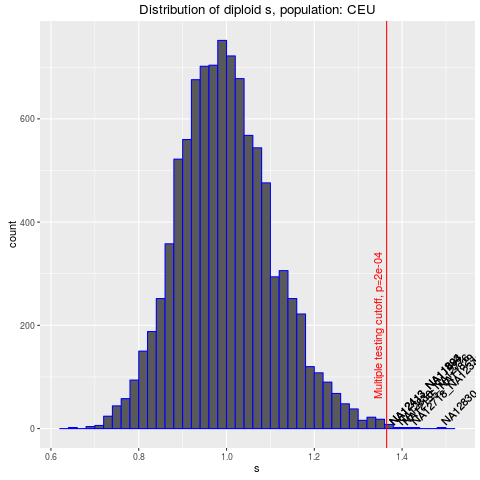 Distribution of diploid s, population: CEU
count
600
400
200
0
Multiple testing cutoff, p=2e-04
NA12830
0.6
0.8
1.0
1.2
1.4
s